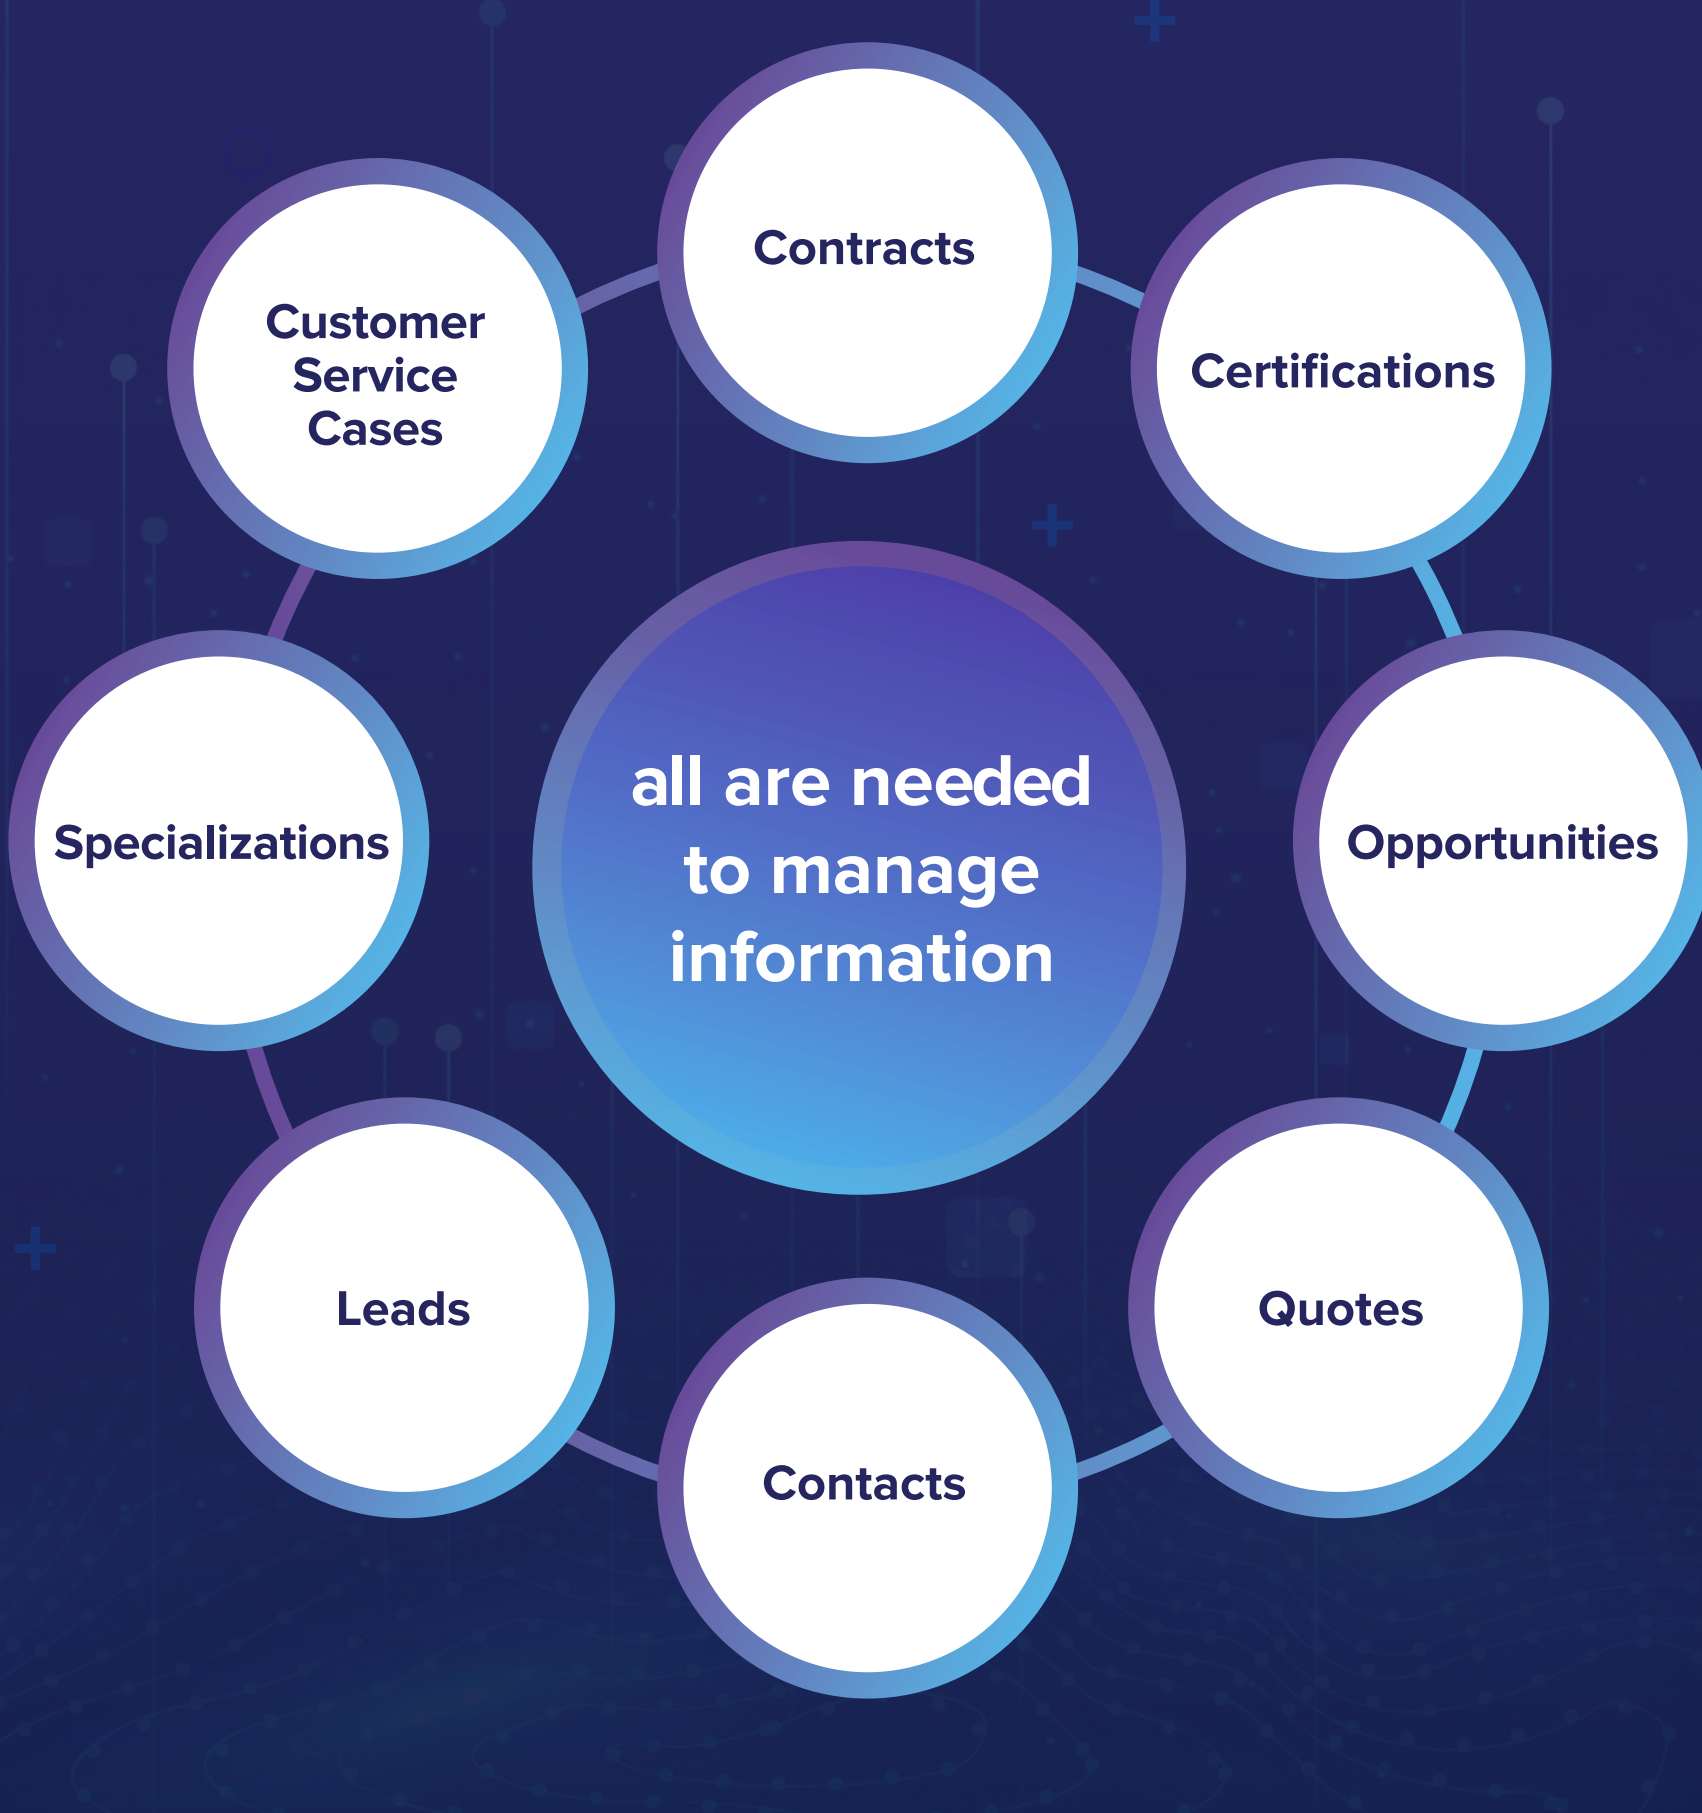 Contracts
Customer
Service
Cases
Certifications
all are needed
to manage
information
Specializations
Opportunities
Leads
Quotes
Contacts